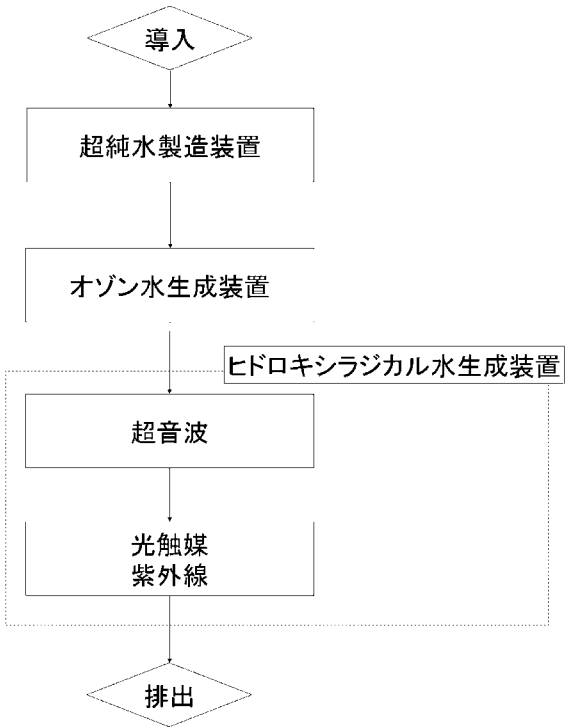 導入
超純水製造装置
オゾン水生成装置
ヒドロキシラジカル水生成装置
超音波
光触媒
紫外線
排出